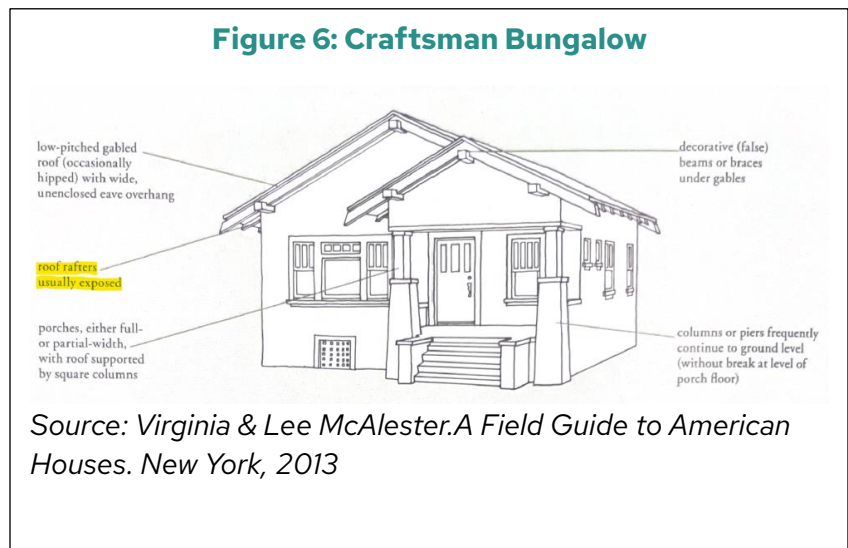 Figure 6: Craftsman Bungalow
low-pitched gabled
roof (occasionally
hipped) with wide,
unenclosed eave overhang
roof rafters
usually exposed
porches, either full-
or partial-width,
with roof supported
by square columns
decorative (false)
beams or braces
under gables
columns or piers frequently
continue to ground level
(without break at level of
porch floor)
Source: Virginia & Lee McAlester.A Field Guide to American
Houses. New York, 2013